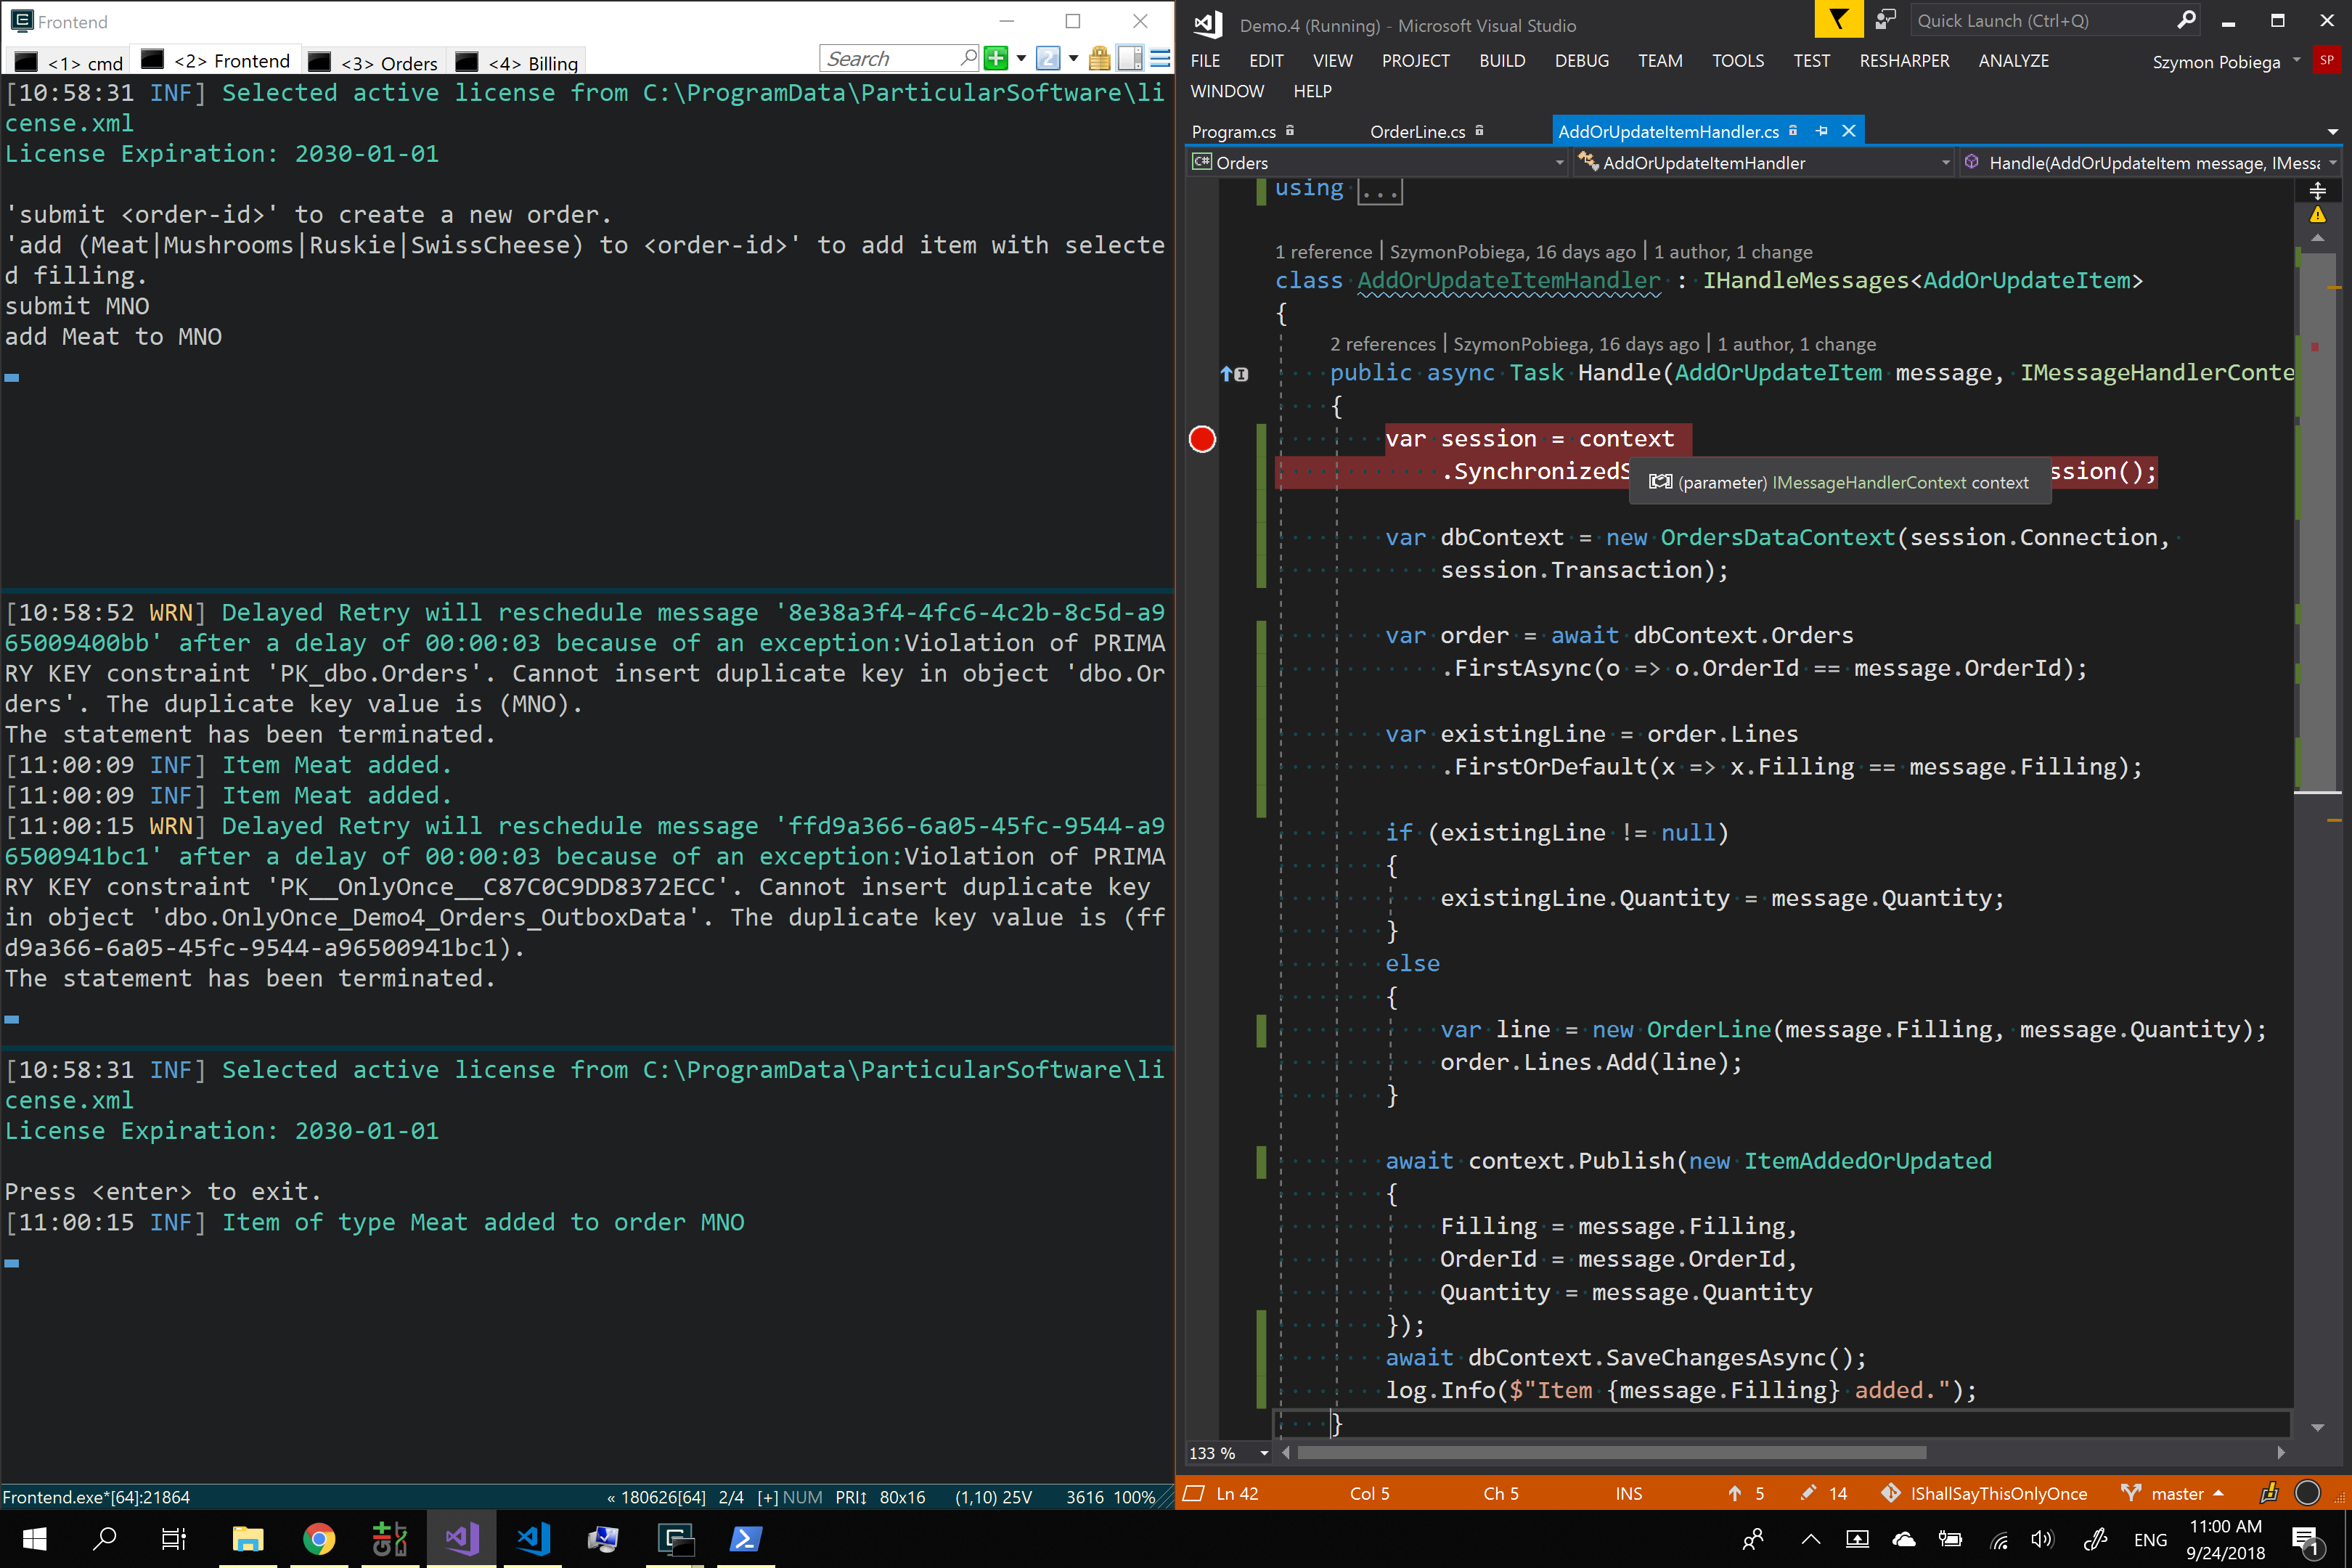 Frontend
<1> cmd
<2> Frontend
<3> Orders
<4> Billing
Search
[10:58:31 INF] Selected active license from C:\ProgramData\ParticularSoftware\li
cense.xml
License Expiration: 2030-01-01
'submit <order-id>' to create a new order.
'add (Meat|Mushrooms|Ruskie|SwissCheese) to <order-id>' to add item with selecte
d filling.
submit MNO
add Meat to MNO
[10:58:52 WRN] Delayed Retry will reschedule message '8e38a3f4-4fc6-4c2b-8c5d-a9
65009400bb' after a delay of 00:00:03 because of an exception:Violation of PRIMA
RY KEY constraint 'PK_dbo.Orders'. Cannot insert duplicate key in object 'dbo.Or
ders'. The duplicate key value is (MNO).
The statement has been terminated.
[11:00:09 INF] Item Meat added.
[11:00:09 INF] Item Meat added.
[11:00:15 WRN] Delayed Retry will reschedule message 'ffd9a366-6a05-45fc-9544-a9
6500941bc1' after a delay of 00:00:03 because of an exception:Violation of PRIMA
RY KEY constraint 'PK__OnlyOnce__C87C0C9DD8372ECC'. Cannot insert duplicate key
in object 'dbo.OnlyOnce_Demo4_Orders_OutboxData'. The duplicate key value is (ff
d9a366-6a05-45fc-9544-a96500941bc1).
The statement has been terminated.
[10:58:31 INF] Selected active license from C:\ProgramData\ParticularSoftware\li
cense.xml
License Expiration: 2030-01-01
Press <enter> to exit.
[11:00:15 INF] Item of type Meat added to order MNO
Frontend.exe*[64]:21864
« 180626[64] 2/4 [+] NUM PRI↕ 80x16 (1,10) 25V 3616 100%
Demo.4 (Running) - Microsoft Visual Studio
Quick Launch (Ctrl+Q)
FILE EDIT VIEW PROJECT BUILD DEBUG TEAM TOOLS TEST RESHARPER ANALYZE
Szymon Pobiega
SP
WINDOW HELP
Program.cs
OrderLine.cs
AddOrUpdateItemHandler.cs
C# Orders
AddOrUpdateItemHandler
Handle(AddOrUpdateItem message, IMessa
using ...
1 reference | SzymonPobiega, 16 days ago | 1 author, 1 change
class AddOrUpdateItemHandler : IHandleMessages<AddOrUpdateItem>
{
2 references | SzymonPobiega, 16 days ago | 1 author, 1 change
public async Task Handle(AddOrUpdateItem message, IMessageHandlerConte
{
var session = context
.SynchronizedS
ssion();
(parameter) IMessageHandlerContext context
var dbContext = new OrdersDataContext(session.Connection,
session.Transaction);
var order = await dbContext.Orders
.FirstAsync(o => o.OrderId == message.OrderId);
var existingLine = order.Lines
.FirstOrDefault(x => x.Filling == message.Filling);
if (existingLine != null)
{
existingLine.Quantity = message.Quantity;
}
else
{
var line = new OrderLine(message.Filling, message.Quantity);
order.Lines.Add(line);
}
await context.Publish(new ItemAddedOrUpdated
{
Filling = message.Filling,
OrderId = message.OrderId,
Quantity = message.Quantity
});
await dbContext.SaveChangesAsync();
log.Info($"Item {message.Filling} added.");
}
133 %
Ln 42
Col 5
Ch 5
INS
5
14
IShallSayThisOnlyOnce
master
ENG
11:00 AM
9/24/2018
1